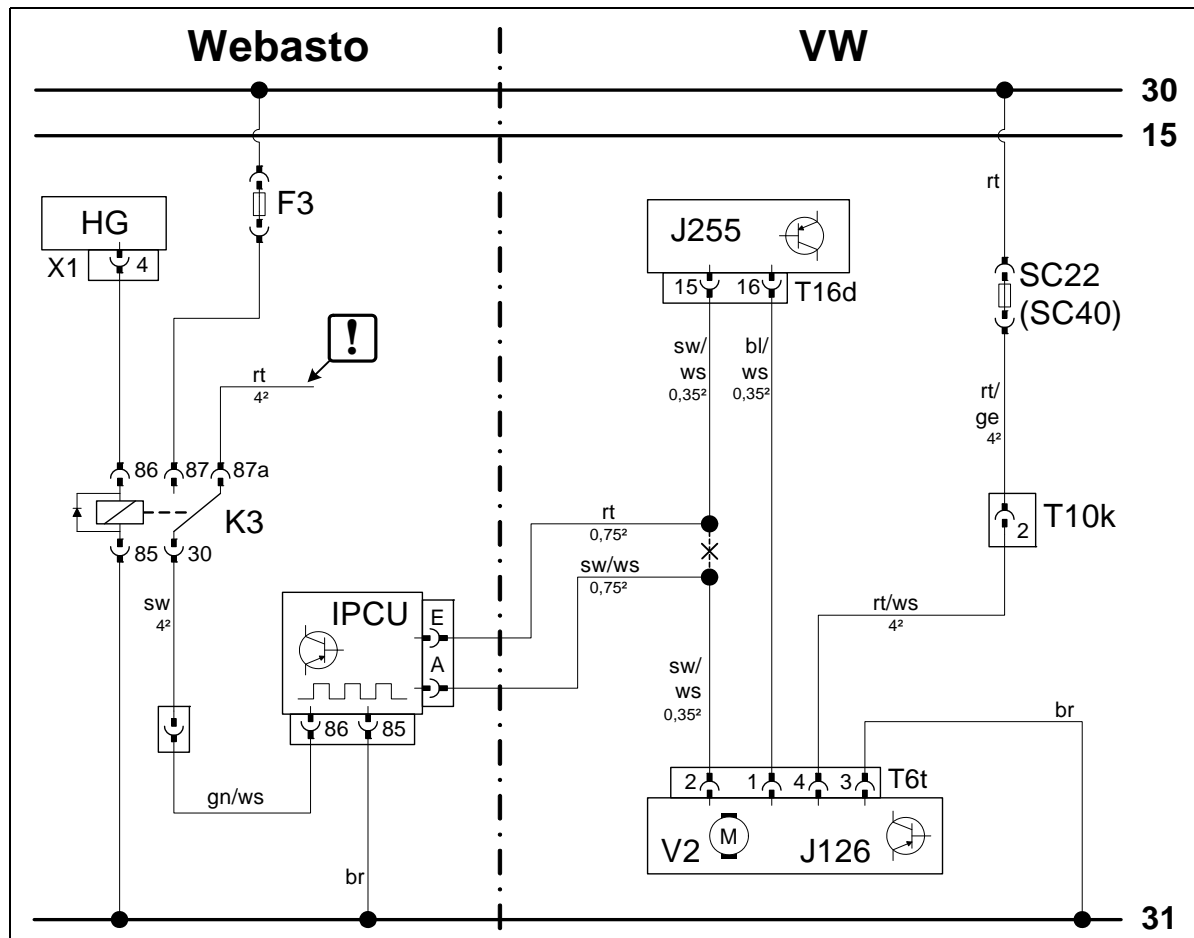 Webasto
VW
30
15
rt
F3
HG
X1
4
J255
15
16
T16d
SC22
(SC40)
!
rt
4²
sw/
ws
0,35²
bl/
ws
0,35²
rt/
ge
4²
86
87
87a
K3
85
30
rt
0,75²
sw/ws
0,75²
2
T10k
sw
4²
IPCU
E
A
rt/ws
4²
sw/
ws
0,35²
86
85
br
gn/ws
2
1
4
3
T6t
V2
M
J126
br
31